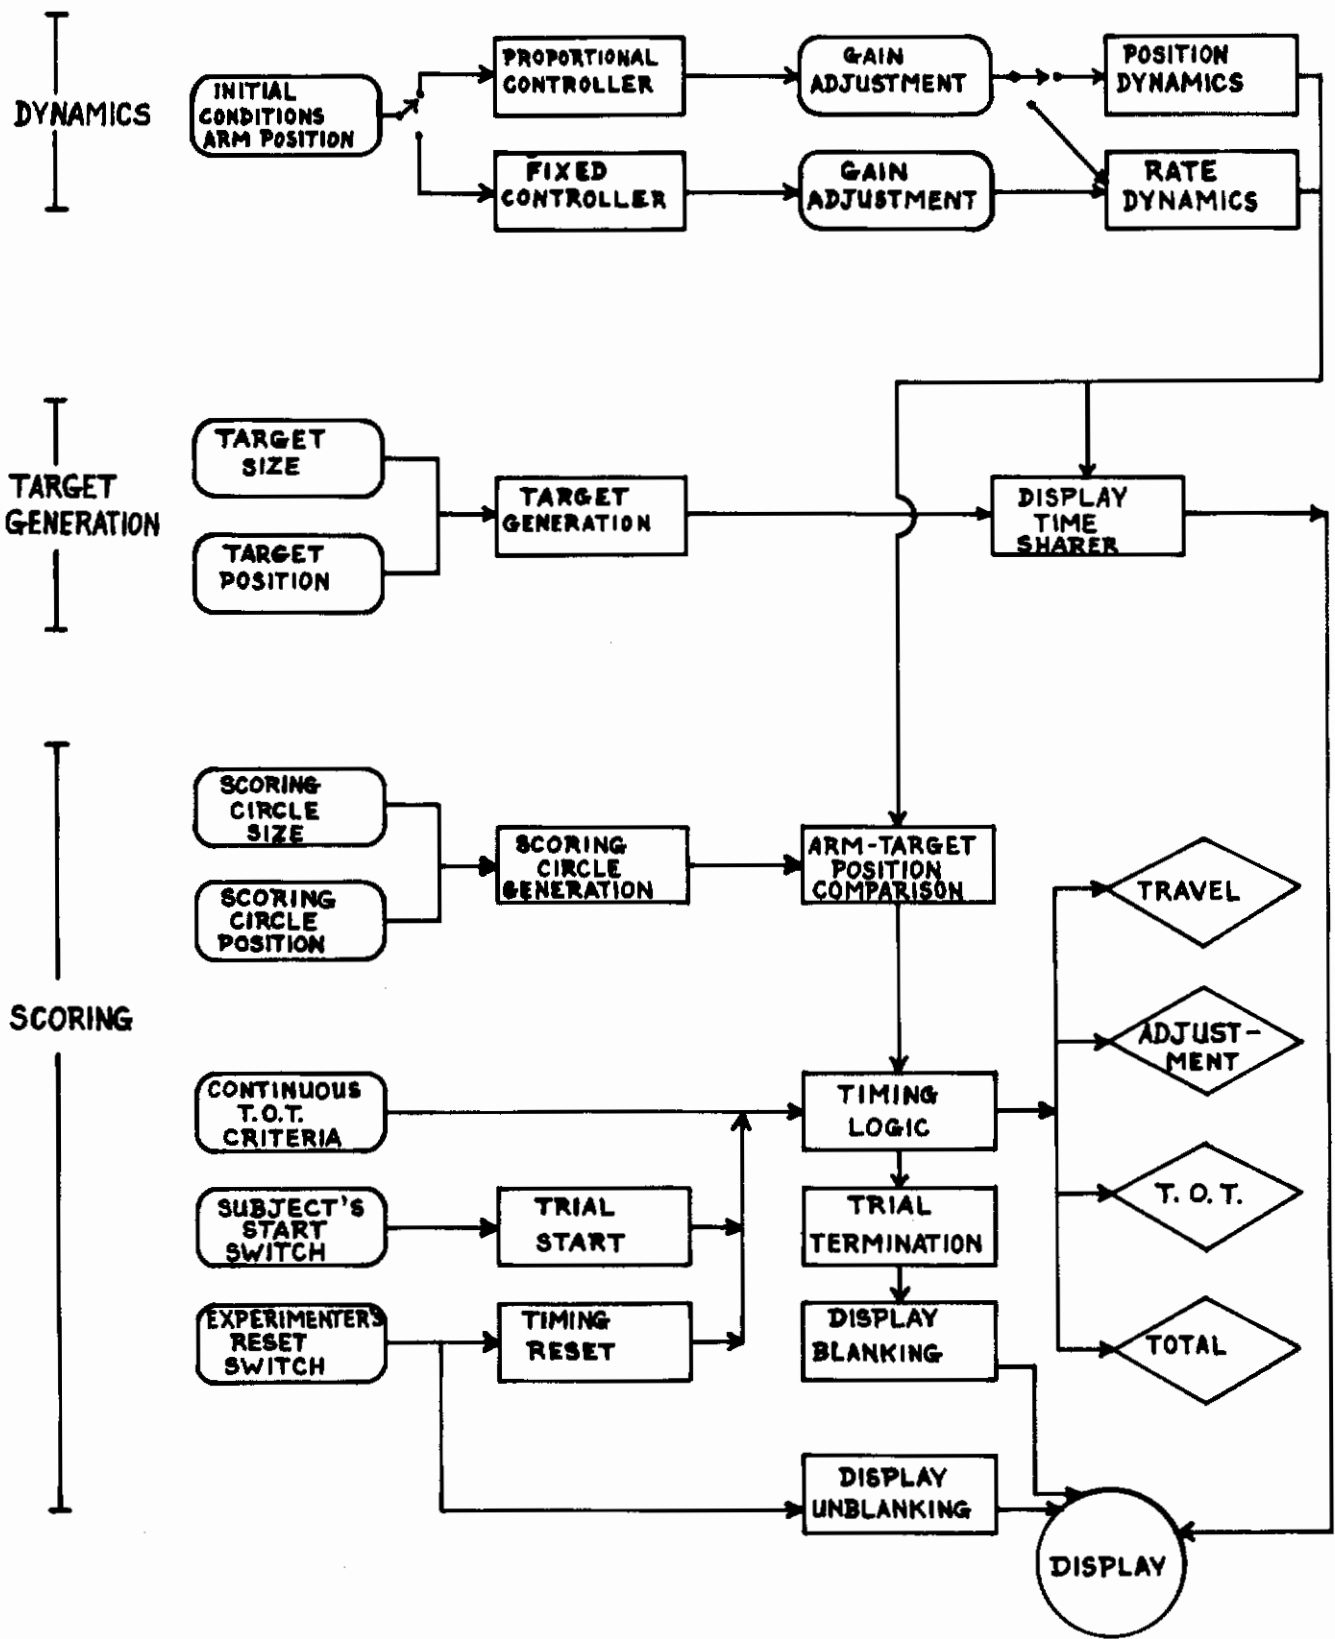 DYNAMICS
INITIAL
CONDITIONS
ARM POSITION
PROPORTIONAL
CONTROLLER
GAIN
ADJUSTMENT
POSITION
DYNAMICS
FIXED
CONTROLLER
GAIN
ADJUSTMENT
RATE
DYNAMICS
TARGET
GENERATION
TARGET
SIZE
TARGET
POSITION
TARGET
GENERATION
DISPLAY
TIME
SHARER
SCORING
SCORING
CIRCLE
SIZE
SCORING
CIRCLE
POSITION
SCORING
CIRCLE
GENERATION
ARM-TARGET
POSITION
COMPARISON
TRAVEL
ADJUST-
MENT
T. O. T.
TOTAL
CONTINUOUS
T.O.T.
CRITERIA
TIMING
LOGIC
SUBJECT'S
START
SWITCH
TRIAL
START
TRIAL
TERMINATION
EXPERIMENTER'S
RESET
SWITCH
TIMING
RESET
DISPLAY
BLANKING
DISPLAY
UNBLANKING
DISPLAY